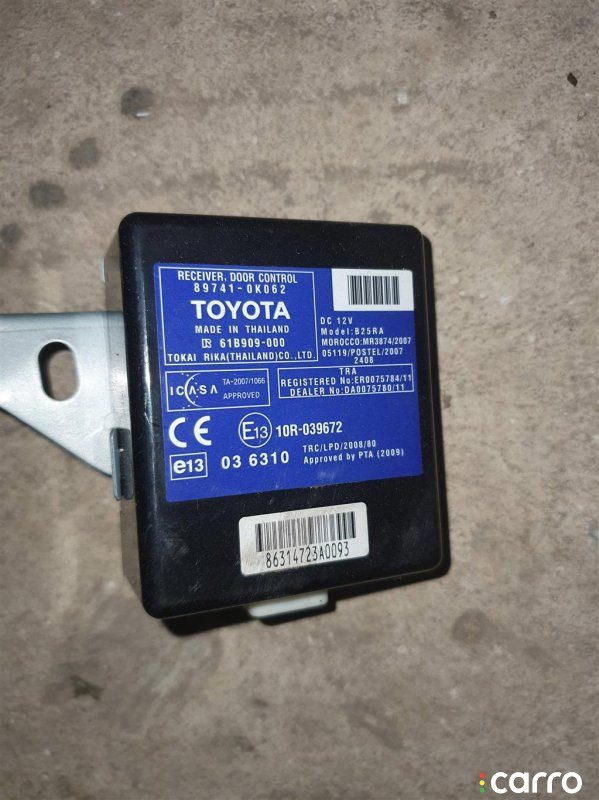 RECEIVER, DOOR CONTROL
89741-0K062
TOYOTA
MADE IN THAILAND
61B909-000
TOKAI RIKA(THAILAND)CO.,LTD.
DC 12V
Model:B25RA
MOROCCO:MR3874/2007
05119/POSTEL/2007
2408
TRA
REGISTERED No:ER0075784/11
DEALER No:DA0075780/11
ICASA
TA-2007/1066
APPROVED
CE
E13
10R-039672
e13
03 6310
TRC/LPD/2008/80
Approved by PTA (2009)
86314723A0093
carro